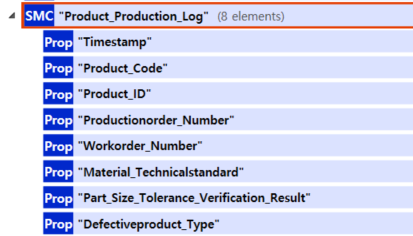 SMC "Product_Production_Log" (8 elements)
Prop "Timestamp"
Prop "Product_Code"
Prop "Product_ID"
Prop "Productionorder_Number"
Prop "Workorder_Number"
Prop "Material_Technicalstandard"
Prop "Part_Size_Tolerance_Verification_Result"
Prop "Defectiveproduct_Type"